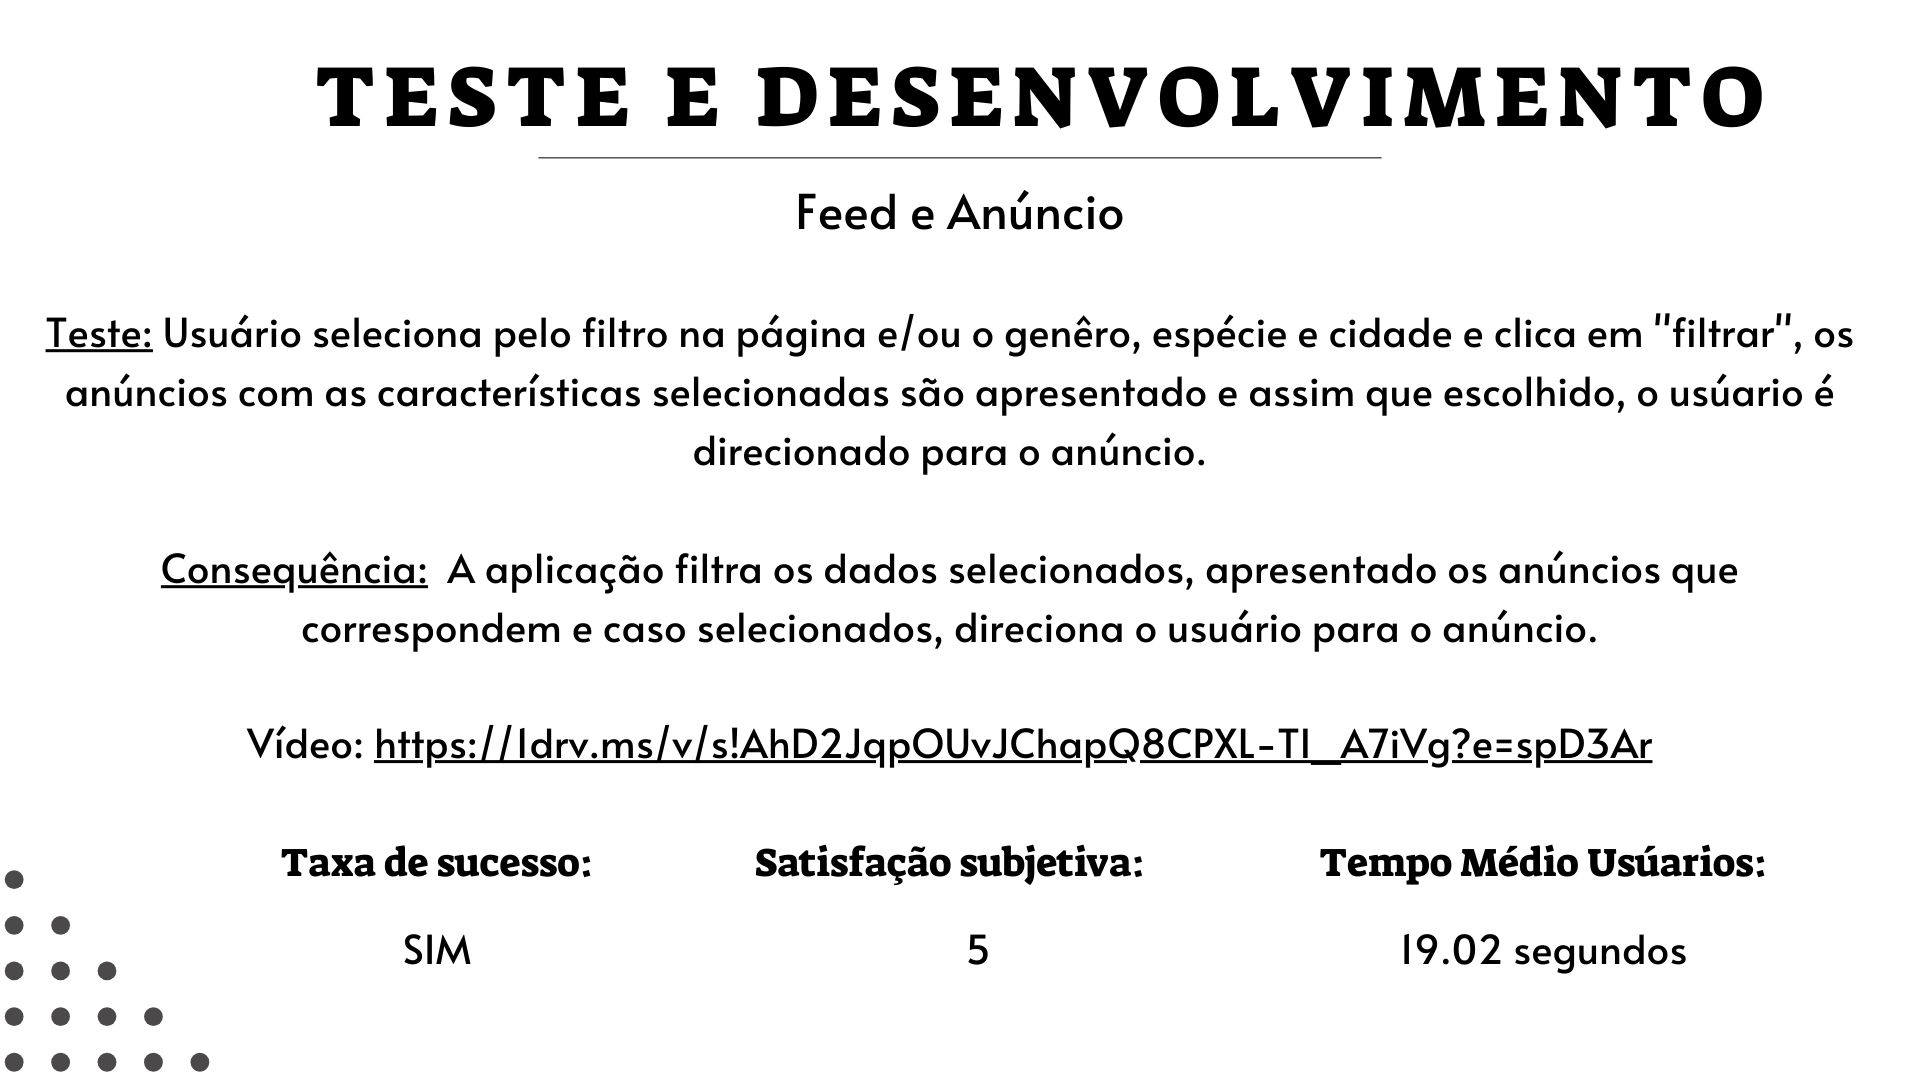 TESTE E DESENVOLVIMENTO
Feed e Anúncio
Teste: Usuário seleciona pelo filtro na página e/ou o genêro, espécie e cidade e clica em "filtrar", os
anúncios com as características selecionadas são apresentado e assim que escolhido, o usúario é
direcionado para o anúncio.
Consequência: A aplicação filtra os dados selecionados, apresentado os anúncios que
correspondem e caso selecionados, direciona o usuário para o anúncio.
Vídeo: https://1drv.ms/v/s!AhD2JqpOUvJChapQ8CPXL-T1_A7iVg?e=spD3Ar
Taxa de sucesso: Satisfação subjetiva: Tempo Médio Usúarios:
SIM 5 19.02 segundos